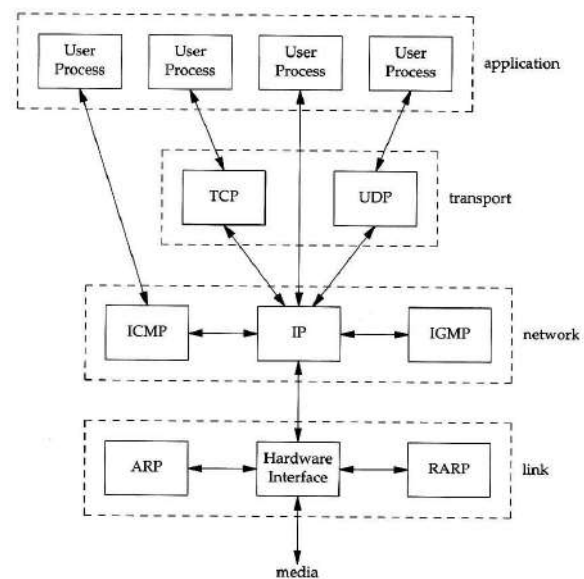 User
Process
User
Process
User
Process
User
Process
application
TCP
UDP
transport
ICMP
IP
IGMP
network
ARP
Hardware
Interface
RARP
link
media